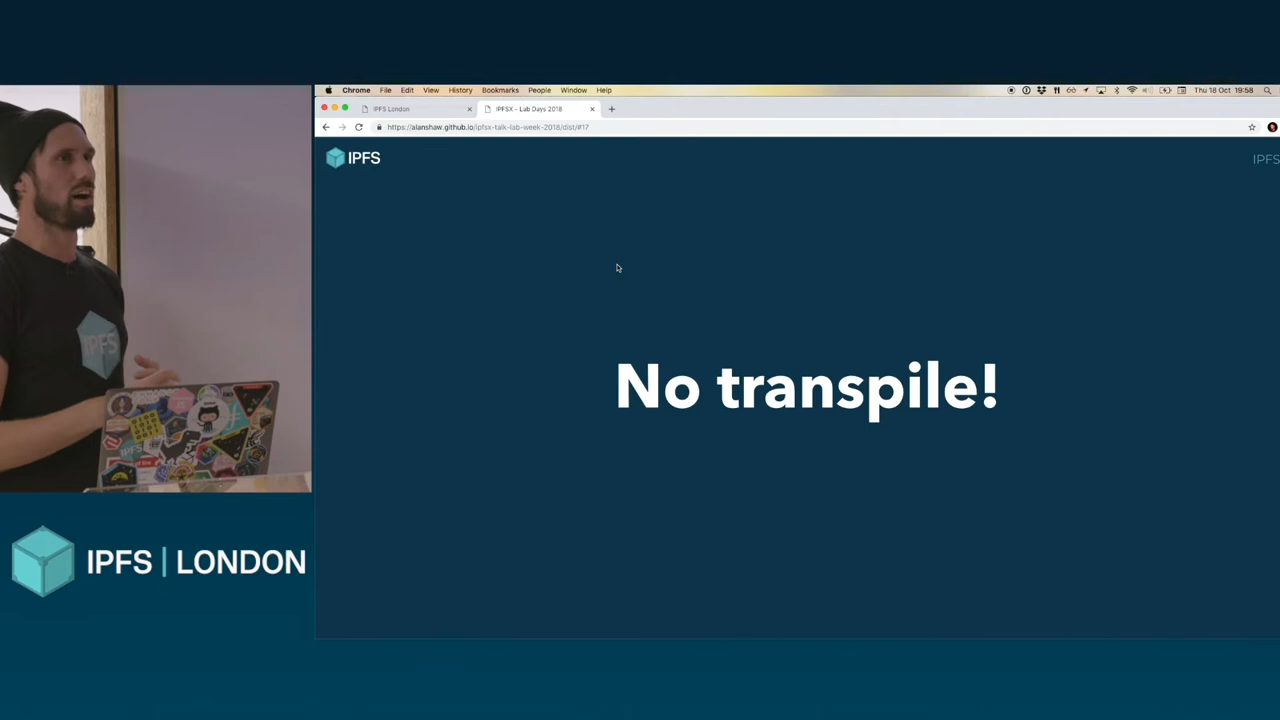 Chrome File Edit View History Bookmarks People Window Help
Thu 18 Oct 19:58
IPFS London
IPFSX - Lab Days 2018
https://alanshaw.github.io/ipfsx-talk-lab-week-2018/dist/#17
IPFS
IPFS
No transpile!
IPFS
IPFS | LONDON